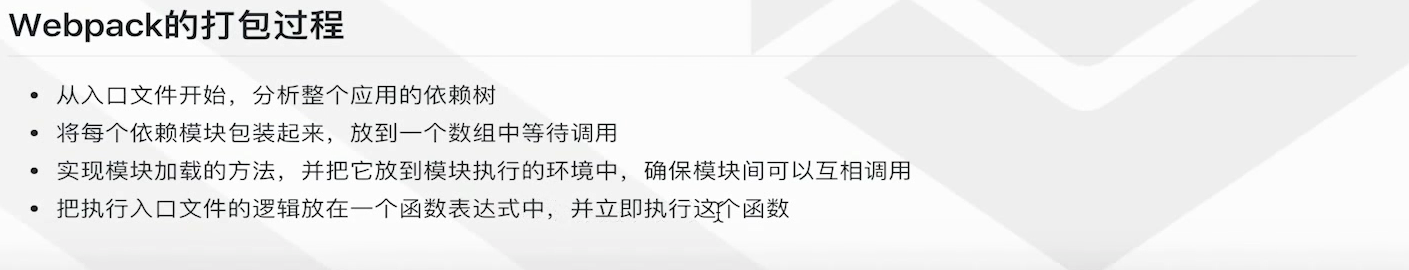 Webpack的打包过程
从入口文件开始，分析整个应用的依赖树
将每个依赖模块包装起来，放到一个数组中等待调用
实现模块加载的方法，并把它放到模块执行的环境中，确保模块间可以互相调用
把执行入口文件的逻辑放在一个函数表达式中，并立即执行这个函数